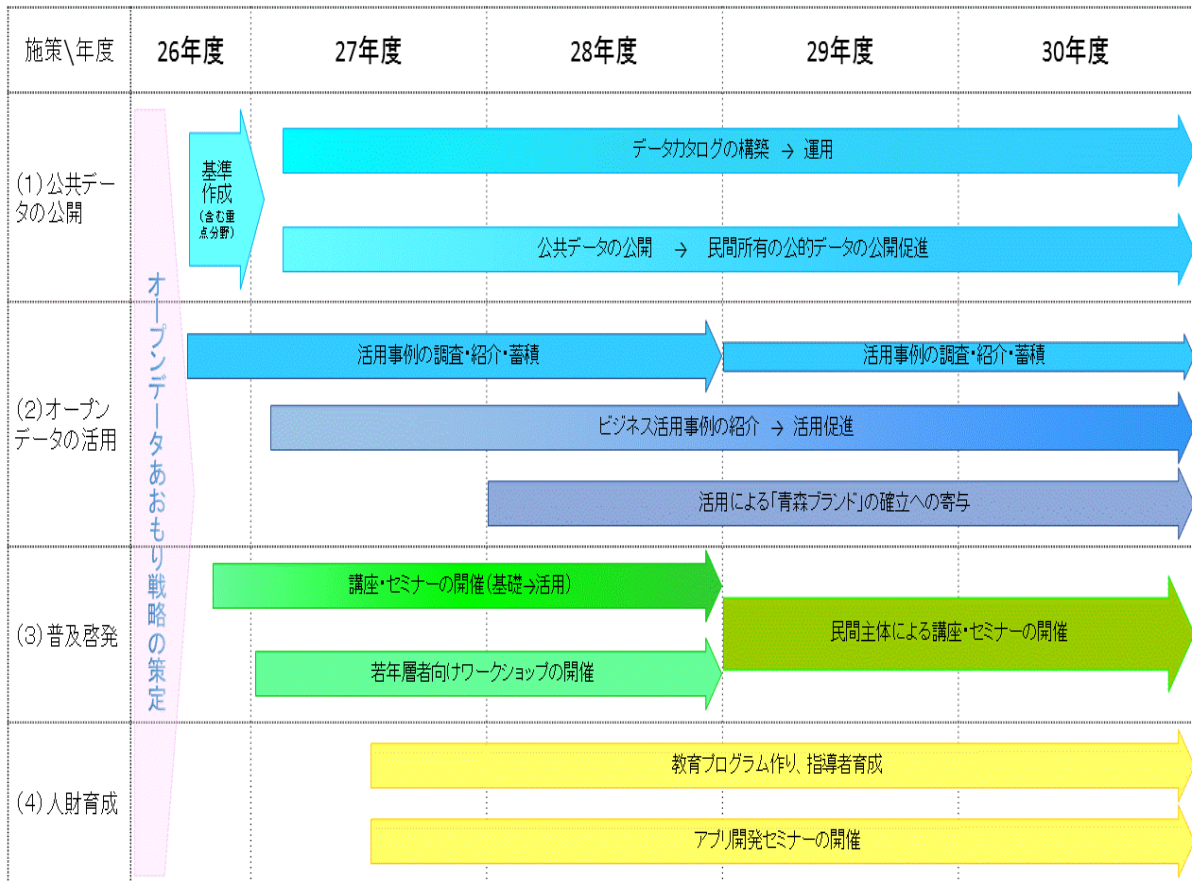 施策\年度
26年度
27年度
28年度
29年度
30年度
オープンデータあおもり戦略の策定
(1)公共デー
タの公開
基準
作成
(含む重
点分野)
データカタログの構築 → 運用
公共データの公開 → 民間所有の公的データの公開促進
(2)オープン
データの活用
活用事例の調査・紹介・蓄積
活用事例の調査・紹介・蓄積
ビジネス活用事例の紹介 → 活用促進
活用による「青森ブランド」の確立への寄与
(3)普及啓発
講座・セミナーの開催(基礎→活用)
若年層者向けワークショップの開催
民間主体による講座・セミナーの開催
(4)人財育成
教育プログラム作り、指導者育成
アプリ開発セミナーの開催